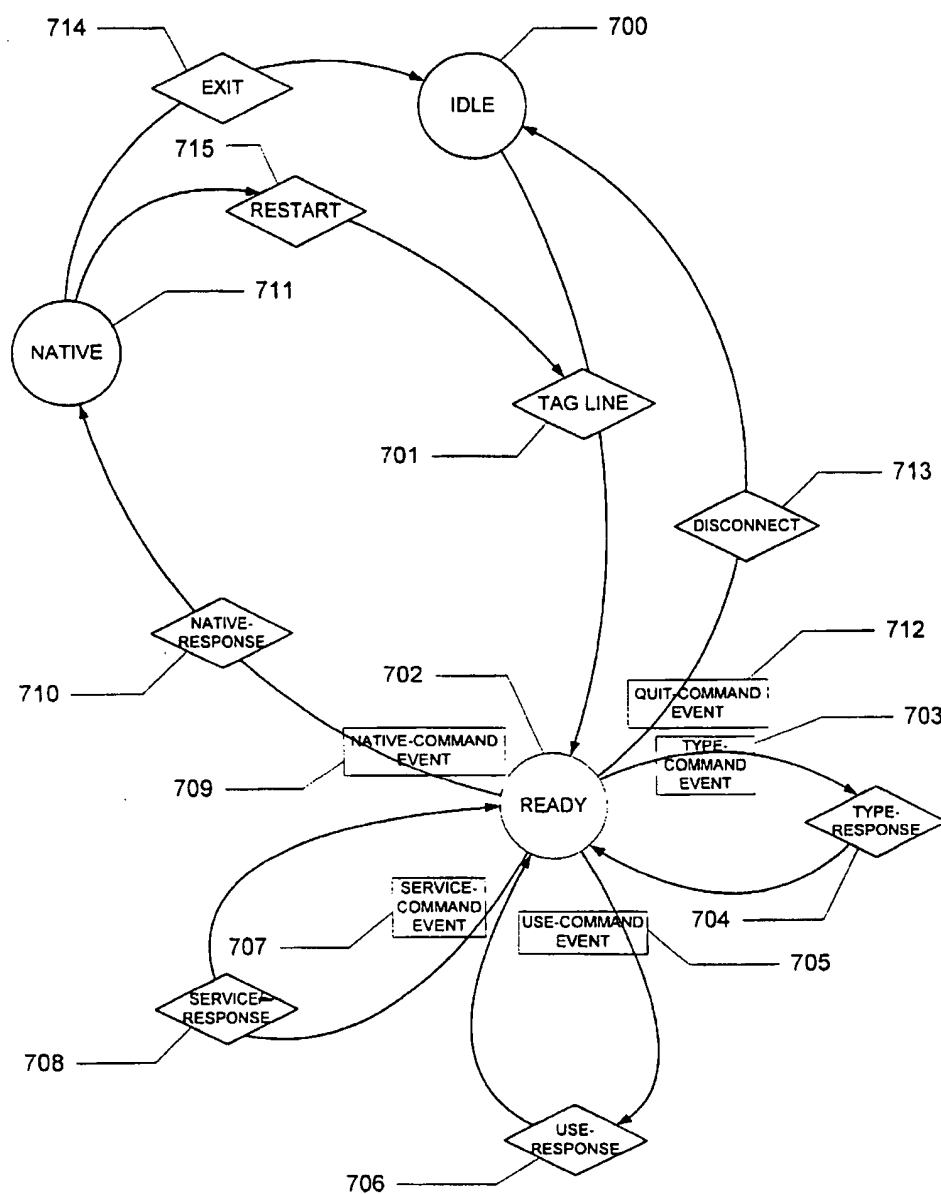 714
700
EXIT
IDLE
715
RESTART
711
NATIVE
TAG LINE
701
713
DISCONNECT
NATIVE-
RESPONSE
710
712
702
QUIT-COMMAND
EVENT
703
NATIVE-COMMAND
EVENT
709
TYPE-
COMMAND
EVENT
READY
TYPE-
RESPONSE
SERVICE-
COMMAND
EVENT
707
USE-COMMAND
EVENT
704
705
SERVICE-
RESPONSE
708
USE-
RESPONSE
706